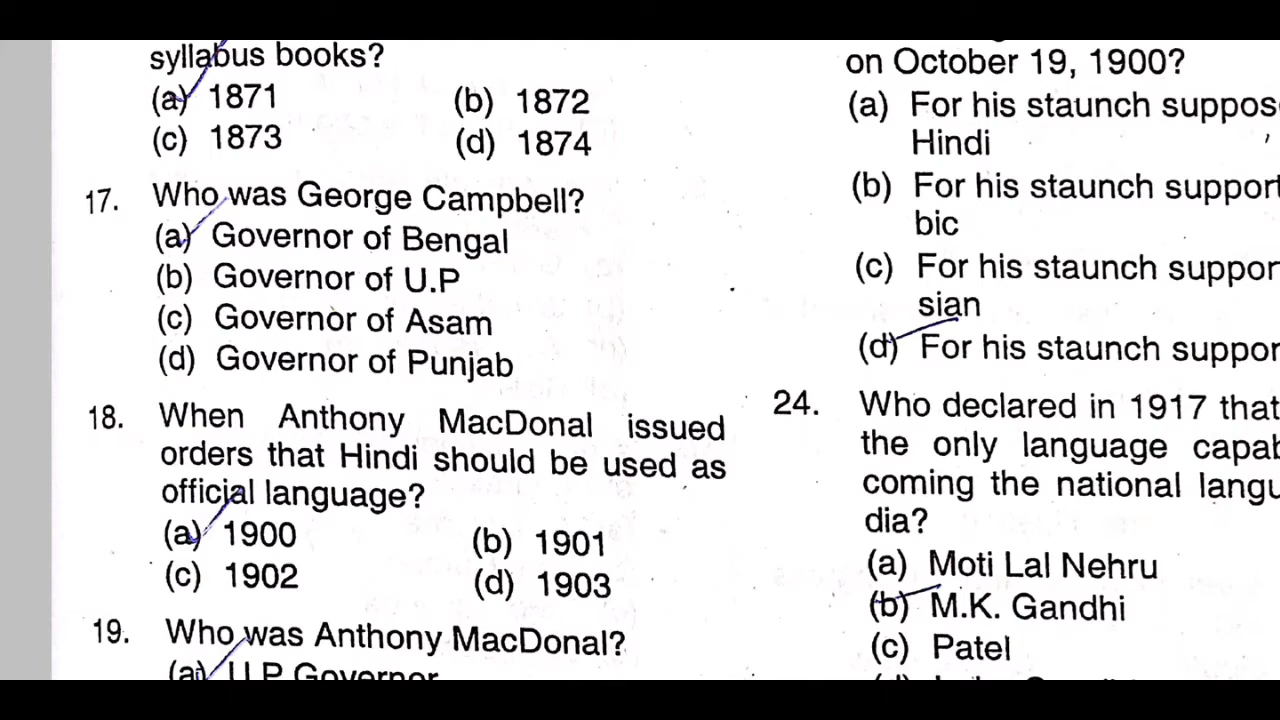 syllabus books?
(a) 1871 (b) 1872
(c) 1873 (d) 1874
17. Who was George Campbell?
(a) Governor of Bengal
(b) Governor of U.P
(c) Governor of Asam
(d) Governor of Punjab
18. When Anthony MacDonal issued
orders that Hindi should be used as
official language?
(a) 1900 (b) 1901
(c) 1902 (d) 1903
19. Who was Anthony MacDonal?
(a) U.P Governor
on October 19, 1900?
(a) For his staunch suppos
Hindi
(b) For his staunch support
bic
(c) For his staunch suppor
sian
(d) For his staunch suppor
24. Who declared in 1917 that
the only language capab
coming the national langu
dia?
(a) Moti Lal Nehru
(b) M.K. Gandhi
(c) Patel